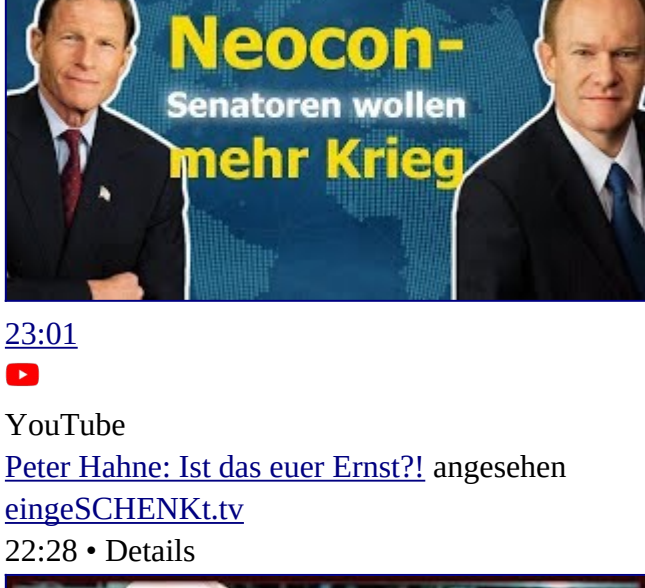 Neocon-
Senatoren wollen
mehr Krieg
23:01
YouTube
Peter Hahne: Ist das euer Ernst?! angesehen
eingeSCHENKt.tv
22:28 • Details